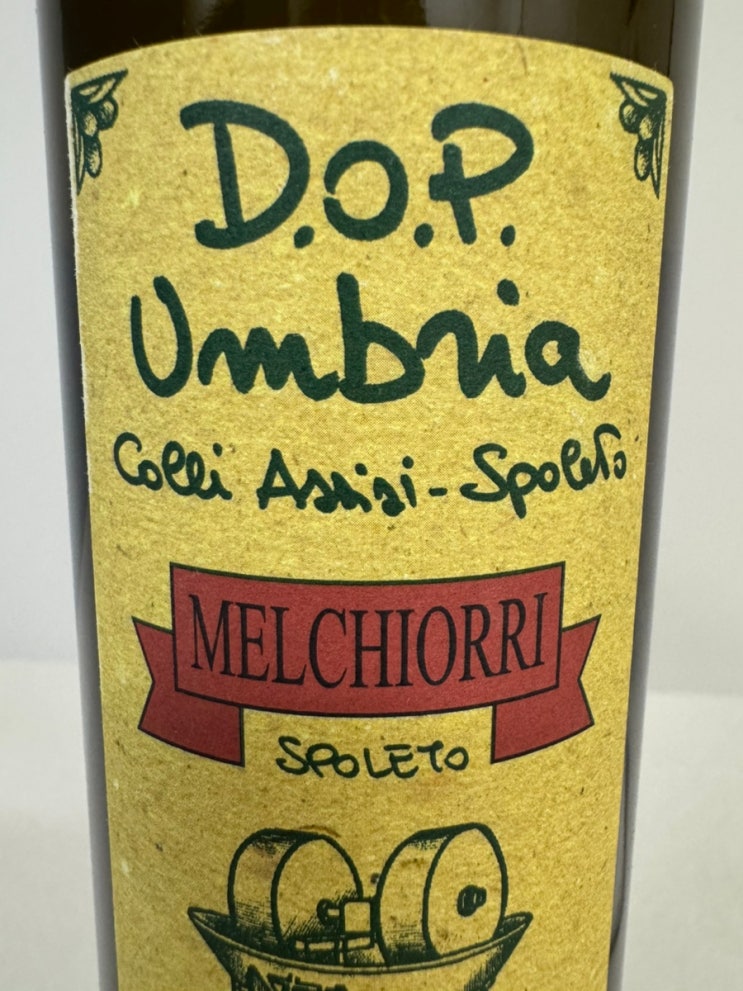 D.O.P.
Umbria
Colli Assisi-Spoleto
MELCHIORRI
SPOLETO